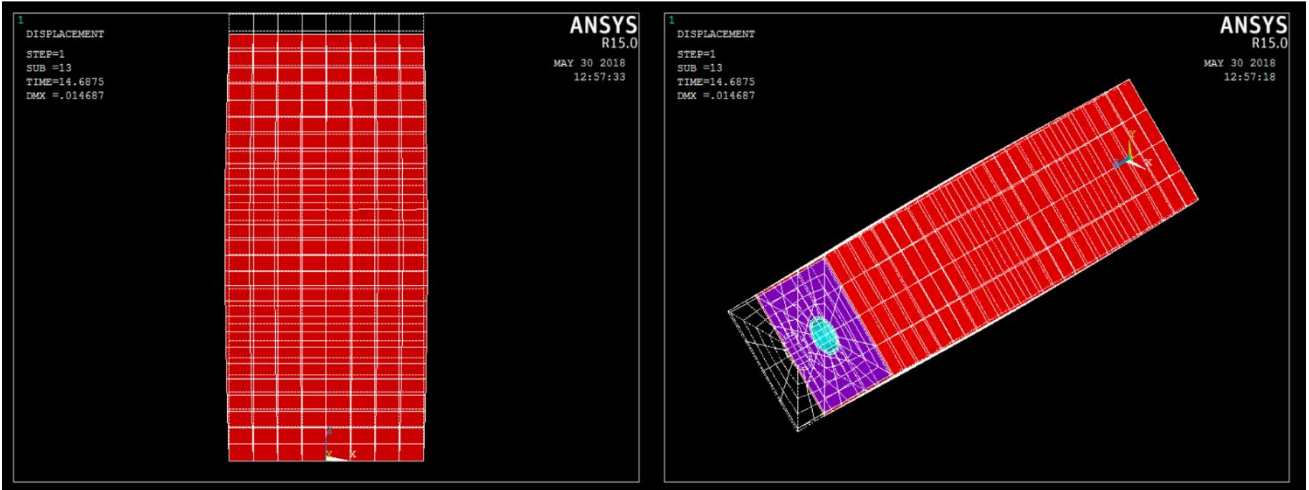 1
DISPLACEMENT
STEP=1
SUB =13
TIME=14.6875
DMX =.014687
ANSYS
R15.0
MAY 30 2018
12:57:33
Y
X
1
DISPLACEMENT
STEP=1
SUB =13
TIME=14.6875
DMX =.014687
ANSYS
R15.0
MAY 30 2018
12:57:18
Y
X